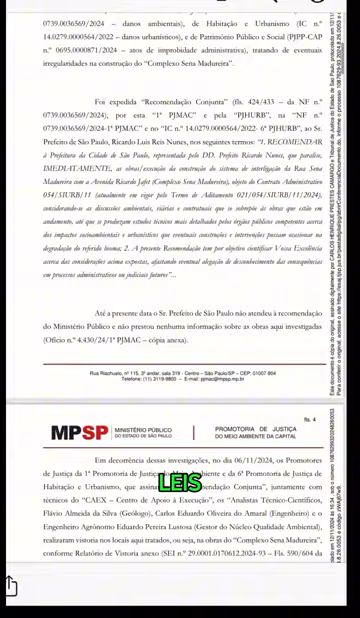 0739.0036569/2024 – danos ambientais), de Habitação e Urbanismo (IC n.º
14.0279.0000564/2022 – danos urbanísticos), e de Patrimônio Público e Social (PJPP-CAP
n.º 0695.0000871/2024 – atos de improbidade administrativa), tratando de eventuais
irregularidades na construção do "Complexo Sena Madureira".
Foi expedida "Recomendação Conjunta" (fls. 424/433 – da NF n.º
0739.0036569/2024), por esta "1ª PJMAC" e pela "PJHURB", na "NF n.º
0739.0036569/2024-1ª PJMAC" e no "IC n.º 14.0279.0000564/2022- 6ª PJHURB", ao Sr.
Prefeito de São Paulo, Ricardo Luis Reis Nunes, nos seguintes termos: "1. RECOMENDAR
à Prefeitura da Cidade de São Paulo, representada pelo DD. Prefeito Ricardo Nunes, que paralise,
IMEDIATAMENTE, as obras/execução da construção do sistema de interligação da Rua Sena
Madureira com a Avenida Ricardo Jafet (Complexo Sena Madureira), objeto do Contrato Administrativo
054/SIURB/11 (atualmente em vigor pelo Termo de Aditamento 021/054/SIURB/11/2024),
considerando-se as discussões ambientais, viárias e contratuais que se sobrepõe às obras que estão em
andamento, até que se produzam estudos técnicos mais detalhados pelos órgãos públicos competentes acerca
dos impactos socioambientais e urbanísticos que eventuais construções e intervenções possam ocasionar na
degradação do referido bioma; 2. A presente Recomendação tem por objetivo cientificar Vossa Excelência
acerca das considerações acima expostas, afastando eventual alegação de desconhecimento das consequências
em processos administrativos ou judiciais futuros"...
Até a presente data o Sr. Prefeito de São Paulo não atendeu à recomendação
do Ministério Público e não prestou nenhuma informação sobre as obras aqui investigadas
(Ofício n.º 4.430/24/1ª PJMAC – cópia anexa).
Rua Riachuelo, nº 115, 3º andar, sala 319 - Centro – São Paulo/SP – CEP: 01007-904
Telefone: (11) 3119-9800 – E-mail: pjmac@mpsp.mp.br
fls. 4
MPSP MINISTÉRIO PÚBLICO
DO ESTADO DE SÃO PAULO
PROMOTORIA DE JUSTIÇA
DO MEIO AMBIENTE DA CAPITAL
Em decorrência dessas investigações, no dia 06/11/2024, os Promotores
de Justiça da 1ª Promotoria de Justiça do Meio Ambiente e da 6ª Promotoria de Justiça de
Habitação e Urbanismo, que assinaram a Recomendação Conjunta", juntamente com
LEIS
técnicos do "CAEX – Centro de Apoio à Execução", os "Analistas Técnico-Científicos,
Flávio Almeida da Silva (Geólogo), Carlos Eduardo Oliveira do Amaral (Engenheiro) e o
Engenheiro Agrônomo Eduardo Pereira Lustosa (Gestor do Núcleo Qualidade Ambiental),
realizaram vistoria nos locais aqui tratados, ou seja, na obras do "Complexo Sena Madureira",
conforme Relatório de Vistoria anexo (SEI n.º 29.0001.0170612.2024-93 – Fls. 590/604 da